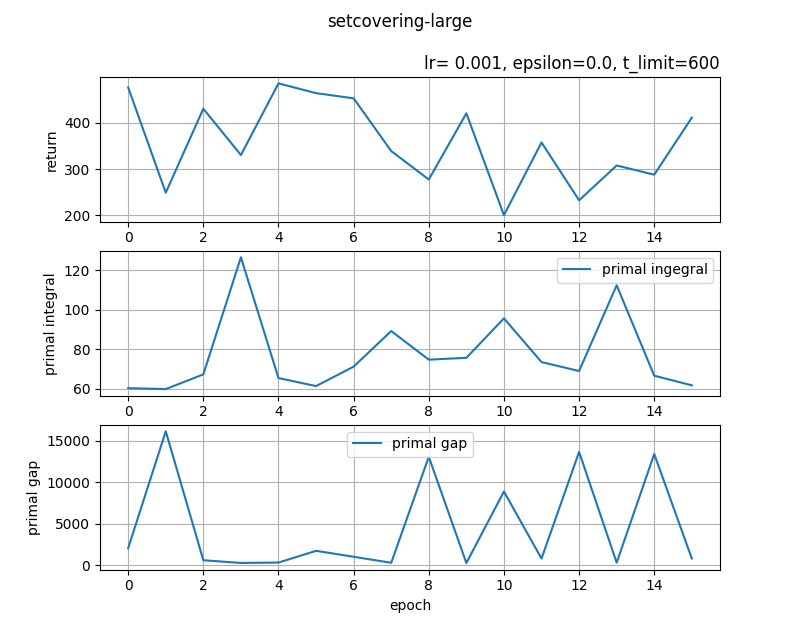 setcovering-large
lr= 0.001, epsilon=0.0, t_limit=600
400
300
200
return
0 2 4 6 8 10 12 14
primal ingegral
120
100
80
60
primal integral
0 2 4 6 8 10 12 14
primal gap
15000
10000
5000
0
primal gap
0 2 4 6 8 10 12 14
epoch